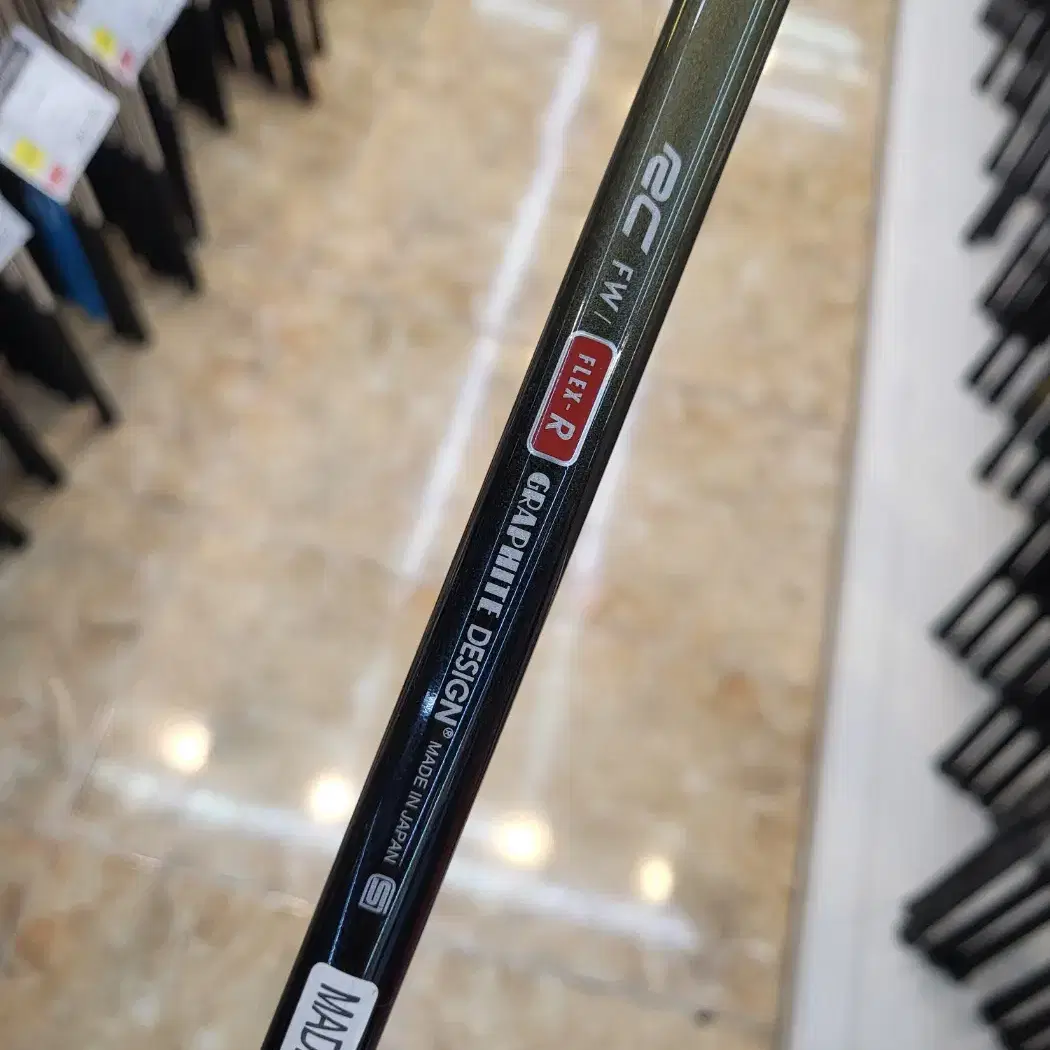 RC FW /
FLEX-R
GRAPHITE DESIGN®
MADE IN JAPAN
MAD